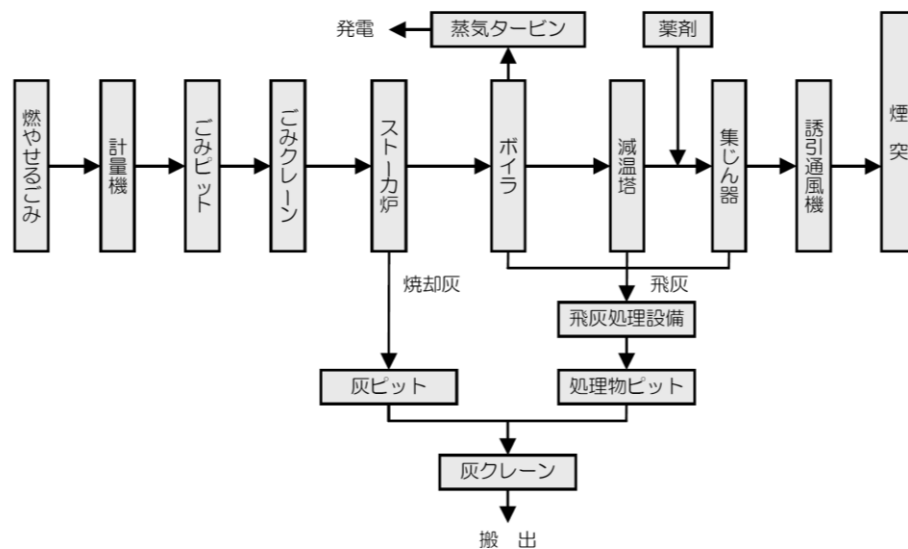 発電
蒸気タービン
薬剤
燃やせるごみ
計量機
ごみピット
ごみクレーン
ストーカ炉
ボイラ
減温塔
集じん器
誘引通風機
煙突
焼却灰
飛灰
飛灰処理設備
灰ピット
処理物ピット
灰クレーン
搬出